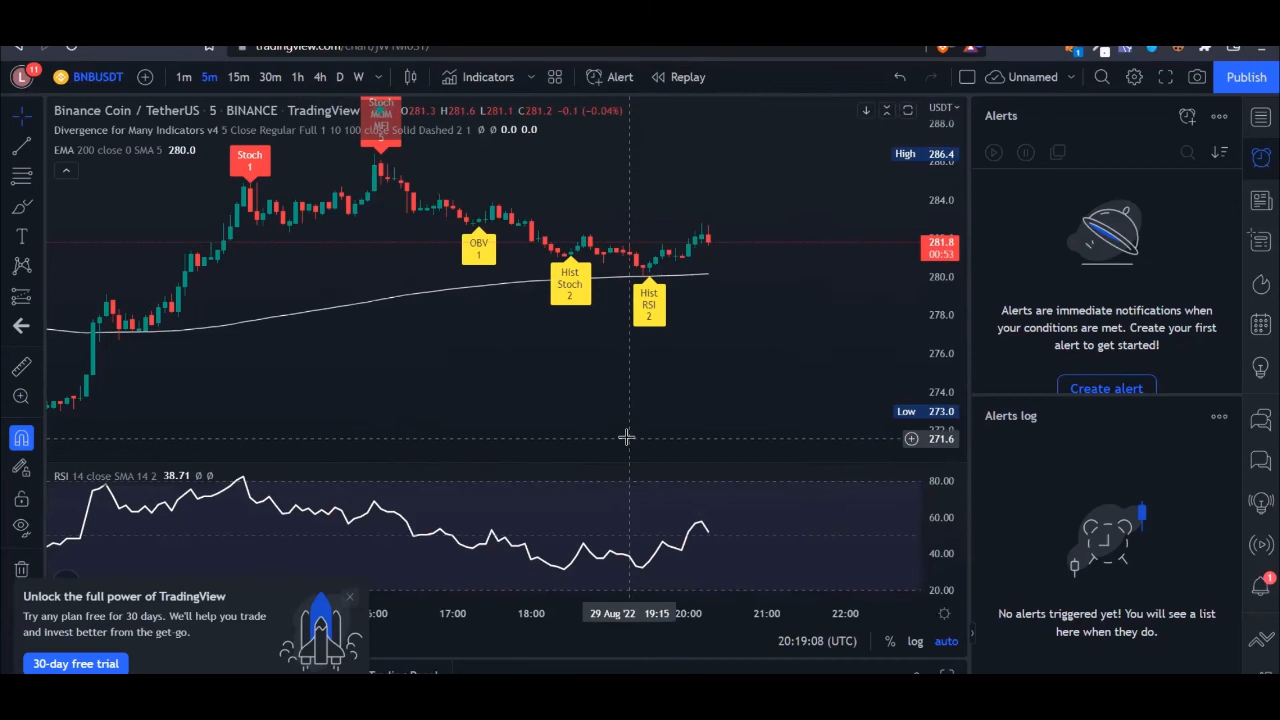 L
11
BNBUSDT
1m 5m 15m 30m 1h 4h D W
Indicators
Alert
Replay
Unnamed
Publish
Binance Coin / TetherUS · 5 · BINANCE · TradingView
O281.3 H281.6 L281.1 C281.2 -0.1 (-0.04%)
Divergence for Many Indicators v4 5 Close Regular Full 1 10 100 close Solid Dashed 2 1 ∅ ∅ 0.0 0.0
EMA 200 close 0 SMA 5 280.0
Stoch
1
Stoch
MOM
MFI
5
OBV
1
Hist
Stoch
2
Hist
RSI
2
USDT
288.0
High 286.4
286.0
284.0
281.8
00:53
280.0
278.0
276.0
274.0
Low 273.0
271.6
RSI 14 close SMA 14 2 38.71 ∅ ∅
80.00
60.00
40.00
20.00
17:00
18:00
29 Aug '22 19:15
20:00
21:00
22:00
20:19:08 (UTC)
%
log
auto
Unlock the full power of TradingView
Try any plan free for 30 days. We'll help you trade
and invest better from the get-go.
30-day free trial
Alerts
Alerts are immediate notifications when
your conditions are met. Create your first
alert to get started!
Create alert
Alerts log
No alerts triggered yet! You will see a list
here when they do.
1